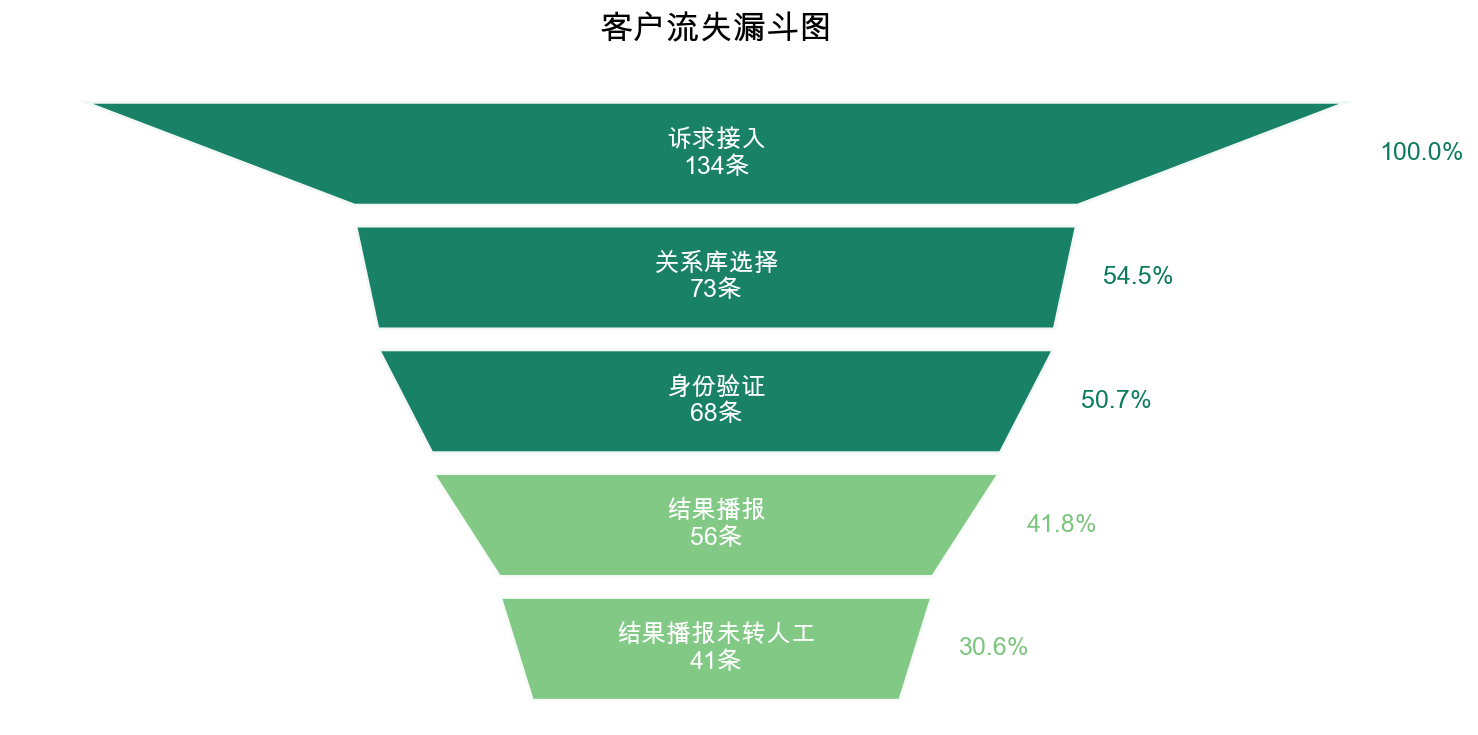 客户流失漏斗图
诉求接入
134条
100.0%
关系库选择
73条
54.5%
身份验证
68条
50.7%
结果播报
56条
41.8%
结果播报未转人工
41条
30.6%